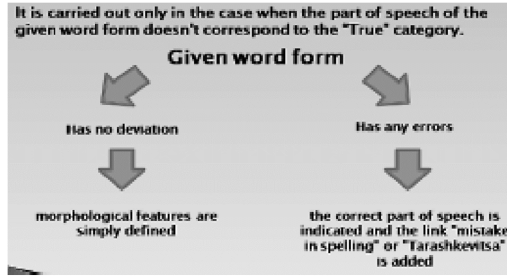 It is carried out only in the case when the part of speech of the
given word form doesn't correspond to the "True" category.
Given word form
Has no deviation
Has any errors
morphological features are
simply defined
the correct part of speech is
indicated and the link "mistake
in spelling" or "Tarashkevitsa"
is added